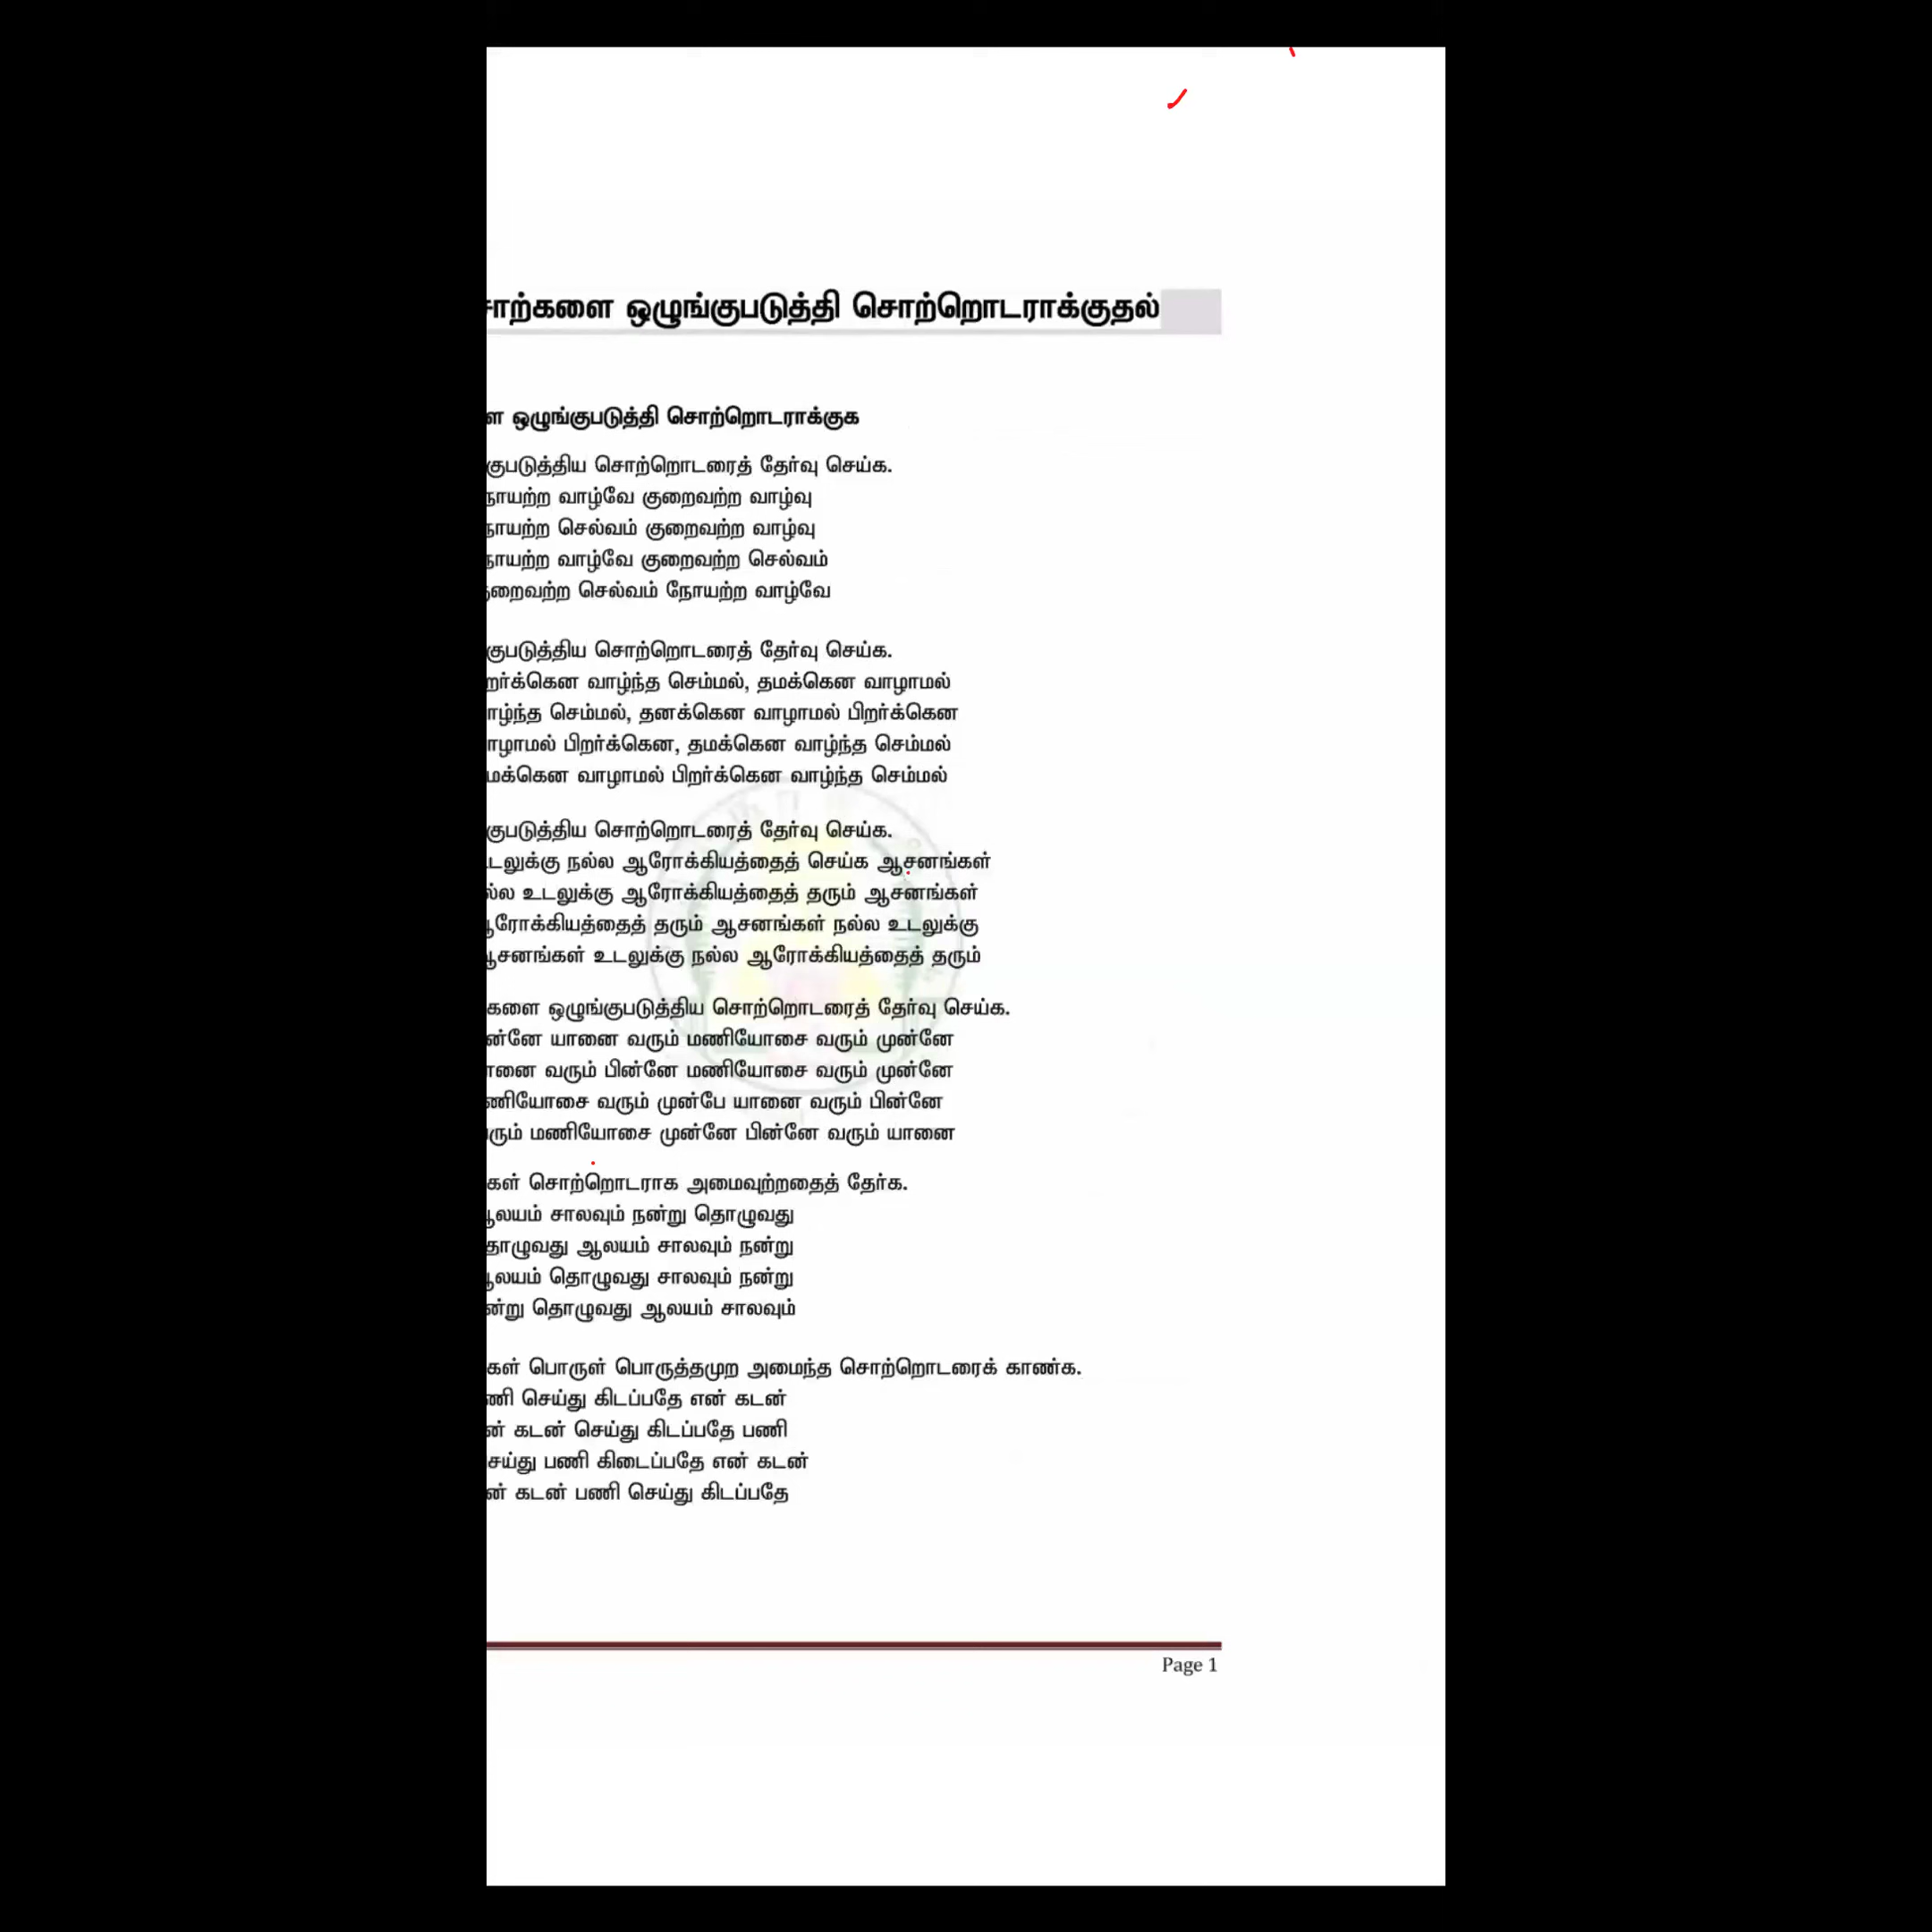 சாற்களை ஒழுங்குபடுத்தி சொற்றொடராக்குதல்
ஒழுங்குபடுத்தி சொற்றொடராக்குக
குபடுத்திய சொற்றொடரைத் தேர்வு செய்க.
நாயற்ற வாழ்வே குறைவற்ற வாழ்வு
நாயற்ற செல்வம் குறைவற்ற வாழ்வு
நாயற்ற வாழ்வே குறைவற்ற செல்வம்
றைவற்ற செல்வம் நோயற்ற வாழ்வே
குபடுத்திய சொற்றொடரைத் தேர்வு செய்க.
றர்க்கென வாழ்ந்த செம்மல், தமக்கென வாழாமல்
ாழ்ந்த செம்மல், தனக்கென வாழாமல் பிறர்க்கென
ாழாமல் பிறர்க்கென, தமக்கென வாழ்ந்த செம்மல்
மக்கென வாழாமல் பிறர்க்கென வாழ்ந்த செம்மல்
குபடுத்திய சொற்றொடரைத் தேர்வு செய்க.
டலுக்கு நல்ல ஆரோக்கியத்தைத் செய்க ஆசனங்கள்
ல்ல உடலுக்கு ஆரோக்கியத்தைத் தரும் ஆசனங்கள்
ஆரோக்கியத்தைத் தரும் ஆசனங்கள் நல்ல உடலுக்கு
ஆசனங்கள் உடலுக்கு நல்ல ஆரோக்கியத்தைத் தரும்
களை ஒழுங்குபடுத்திய சொற்றொடரைத் தேர்வு செய்க.
ன்னே யானை வரும் மணியோசை வரும் முன்னே
ானை வரும் பின்னே மணியோசை வரும் முன்னே
ணியோசை வரும் முன்பே யானை வரும் பின்னே
ரும் மணியோசை முன்னே பின்னே வரும் யானை
கள் சொற்றொடராக அமைவுற்றதைத் தேர்க.
ஆலயம் சாலவும் நன்று தொழுவது
தாழுவது ஆலயம் சாலவும் நன்று
ஆலயம் தொழுவது சாலவும் நன்று
ன்று தொழுவது ஆலயம் சாலவும்
கள் பொருள் பொருத்தமுற அமைந்த சொற்றொடரைக் காண்க.
ணி செய்து கிடப்பதே என் கடன்
ன் கடன் செய்து கிடப்பதே பணி
செய்து பணி கிடைப்பதே என் கடன்
ன் கடன் பணி செய்து கிடப்பதே
Page 1